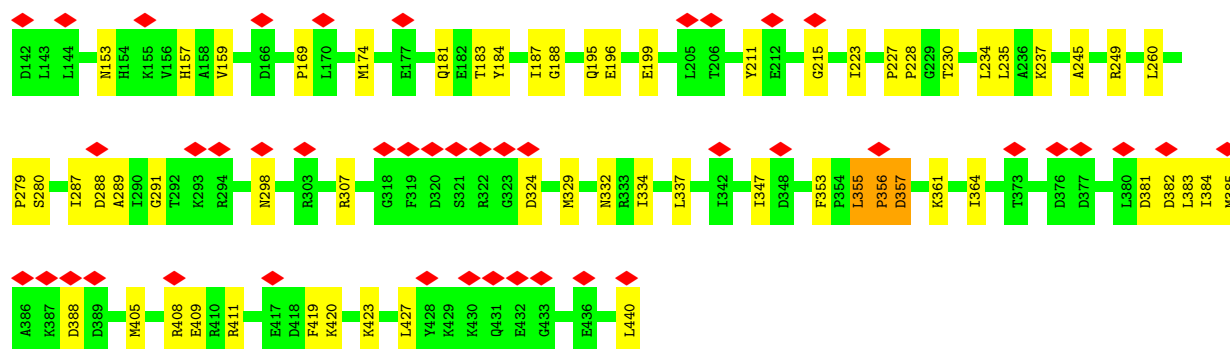 D142 L143 L144 N153 H154 K155 V156 H157 A158 V159 D166 P169 L170 M174 E177 Q181 E182 T183 Y184 I187 G188 Q195 E196 E199 L205 T206 Y211 E212 G215 I223 P227 P228 G229 T230 L234 L235 A236 K237 A245 R249 L260
P279 S280 I287 D288 A289 I290 G291 T292 K293 R294 N298 R303 R307 G318 F319 D320 S321 R322 G323 D324 M329 N332 R333 I334 L337 I342 I347 D348 F353 P354 L355 P356 D357 K361 I364 T373 D376 D377 L380 D381 D382 L383 I384 M385
A386 K387 D388 D389 M405 R408 E409 R410 R411 E417 D418 F419 K420 K423 L427 Y428 K429 K430 Q431 E432 G433 E436 L440